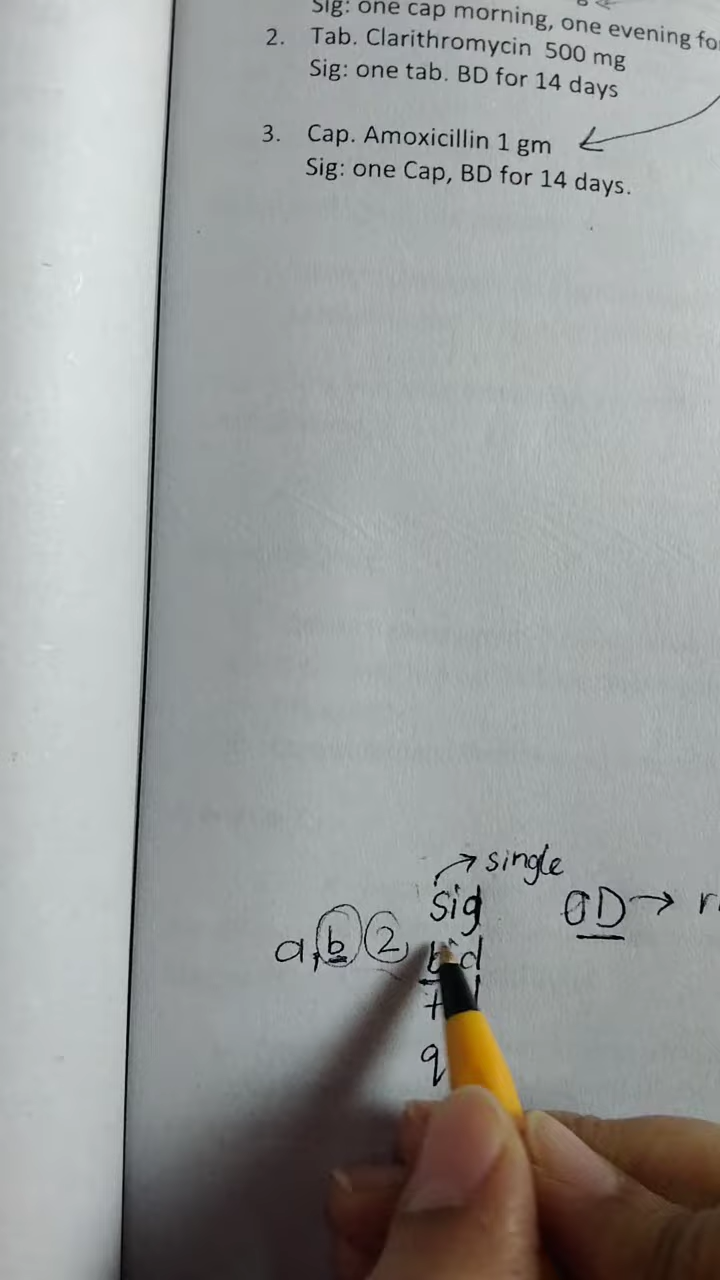 Sig: one cap morning, one evening fo
2. Tab. Clarithromycin 500 mg
Sig: one tab. BD for 14 days
3. Cap. Amoxicillin 1 gm
Sig: one Cap, BD for 14 days.
→ single
sig OD → r
a, b 2 bid
q